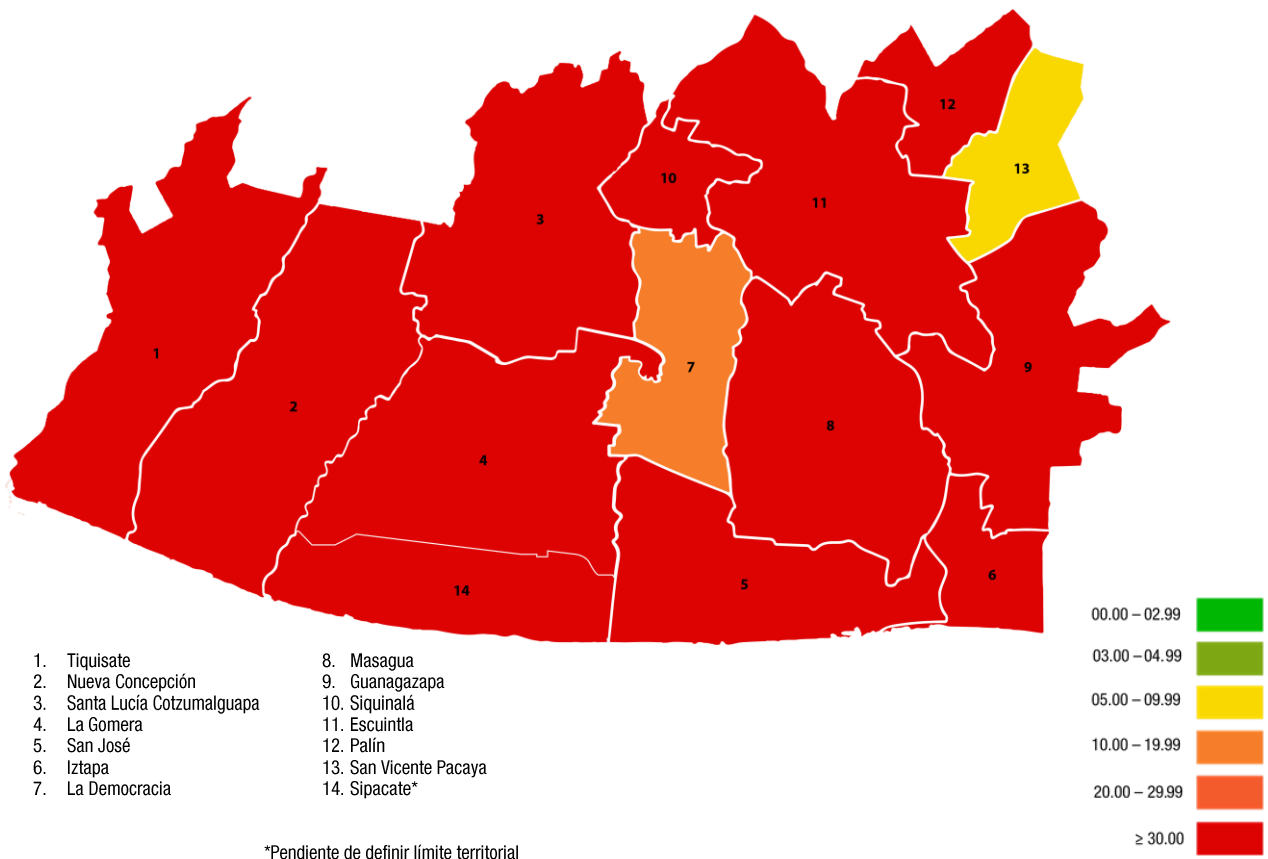 12
13
10
11
3
1
7
9
2
8
4
6
5
14
00.00 – 02.99
03.00 – 04.99
05.00 – 09.99
10.00 – 19.99
20.00 – 29.99
≥ 30.00
1. Tiquisate
2. Nueva Concepción
3. Santa Lucía Cotzumalguapa
4. La Gomera
5. San José
6. Iztapa
7. La Democracia
8. Masagua
9. Guanagazapa
10. Siquinalá
11. Escuintla
12. Palín
13. San Vicente Pacaya
14. Sipacate*
*Pendiente de definir límite territorial